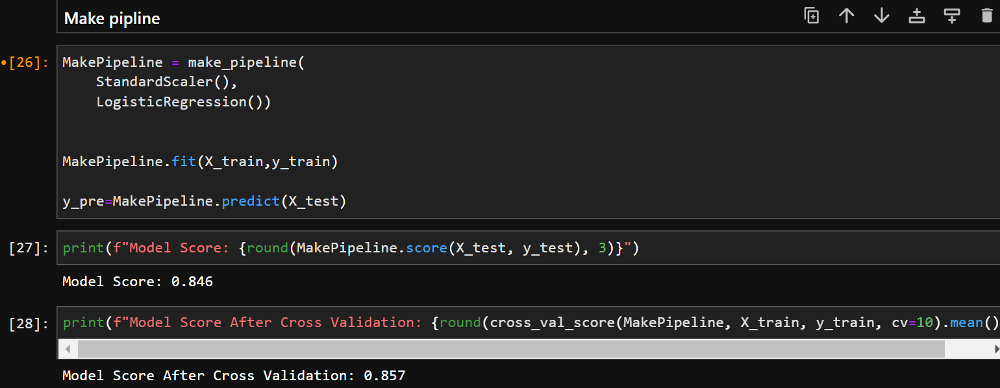 Make pipline
•[26]:
MakePipeline = make_pipeline(
    StandardScaler(),
    LogisticRegression())
MakePipeline.fit(X_train,y_train)
y_pre=MakePipeline.predict(X_test)
[27]:
print(f"Model Score: {round(MakePipeline.score(X_test, y_test), 3)}")
Model Score: 0.846
[28]:
print(f"Model Score After Cross Validation: {round(cross_val_score(MakePipeline, X_train, y_train, cv=10).mean()
Model Score After Cross Validation: 0.857